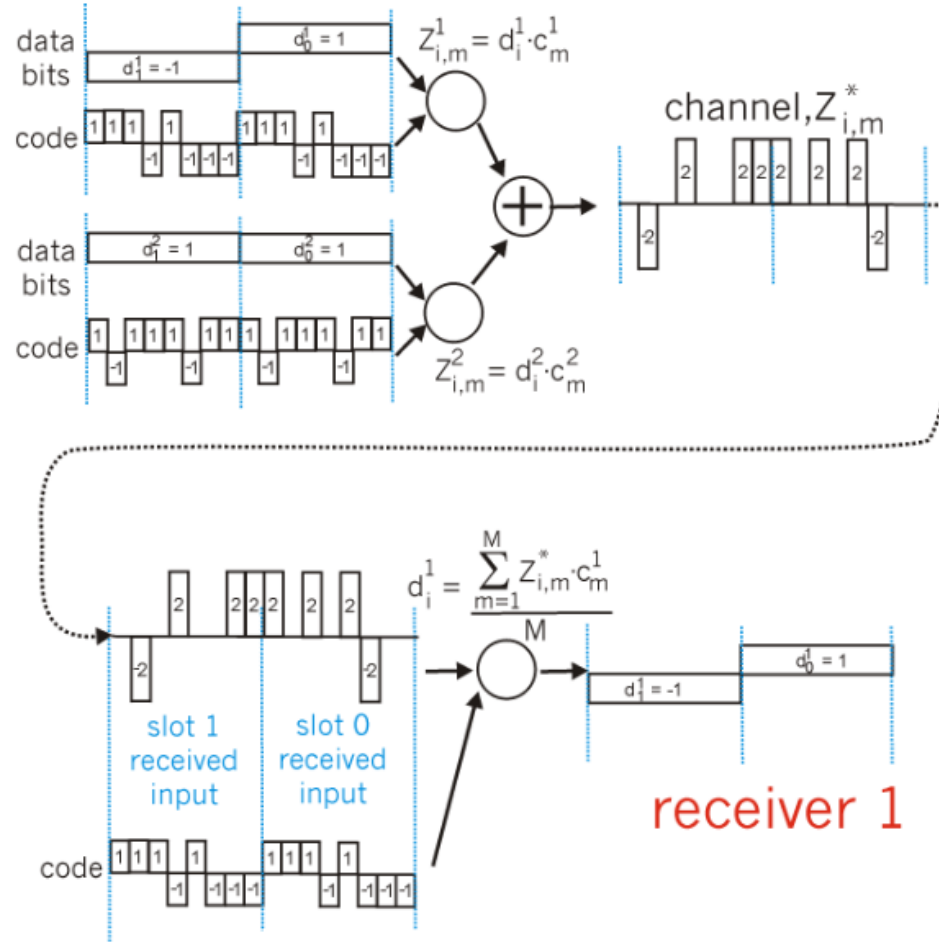 data bits
d₁¹ = -1
d₀¹ = 1
code
1 1 1 -1 1 -1 -1 -1 1 1 1 -1 1 -1 -1 -1
Z¹ᵢ,ₘ = d¹ᵢ·c¹ₘ
data bits
d₁² = 1
d₀² = 1
code
1 -1 1 1 1 -1 1 1 1 -1 1 1 1 -1 1 1
Z²ᵢ,ₘ = d²ᵢ·c²ₘ
+
channel,Z*ᵢ,ₘ
-2 2 2 2 2 2 2 -2
-2 2 2 2 2 2 2 -2
slot 1
received
input
slot 0
received
input
code
1 1 1 -1 1 -1 -1 -1 1 1 1 -1 1 -1 -1 -1
d¹ᵢ = ∑ₘ₌₁ᴹ Z*ᵢ,ₘ·c¹ₘ
M
d₁¹ = -1
d₀¹ = 1
receiver 1